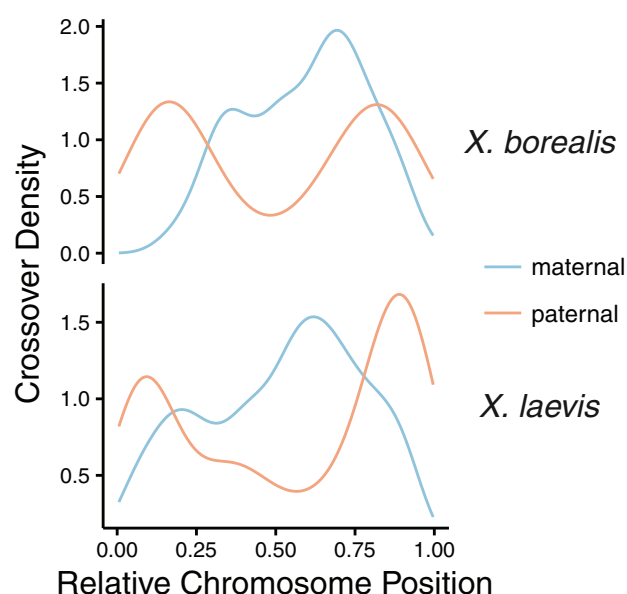 Crossover Density
2.0
1.5
1.0
0.5
0.0
X. borealis
maternal
paternal
1.5
1.0
0.5
X. laevis
0.00 0.25 0.50 0.75 1.00
Relative Chromosome Position